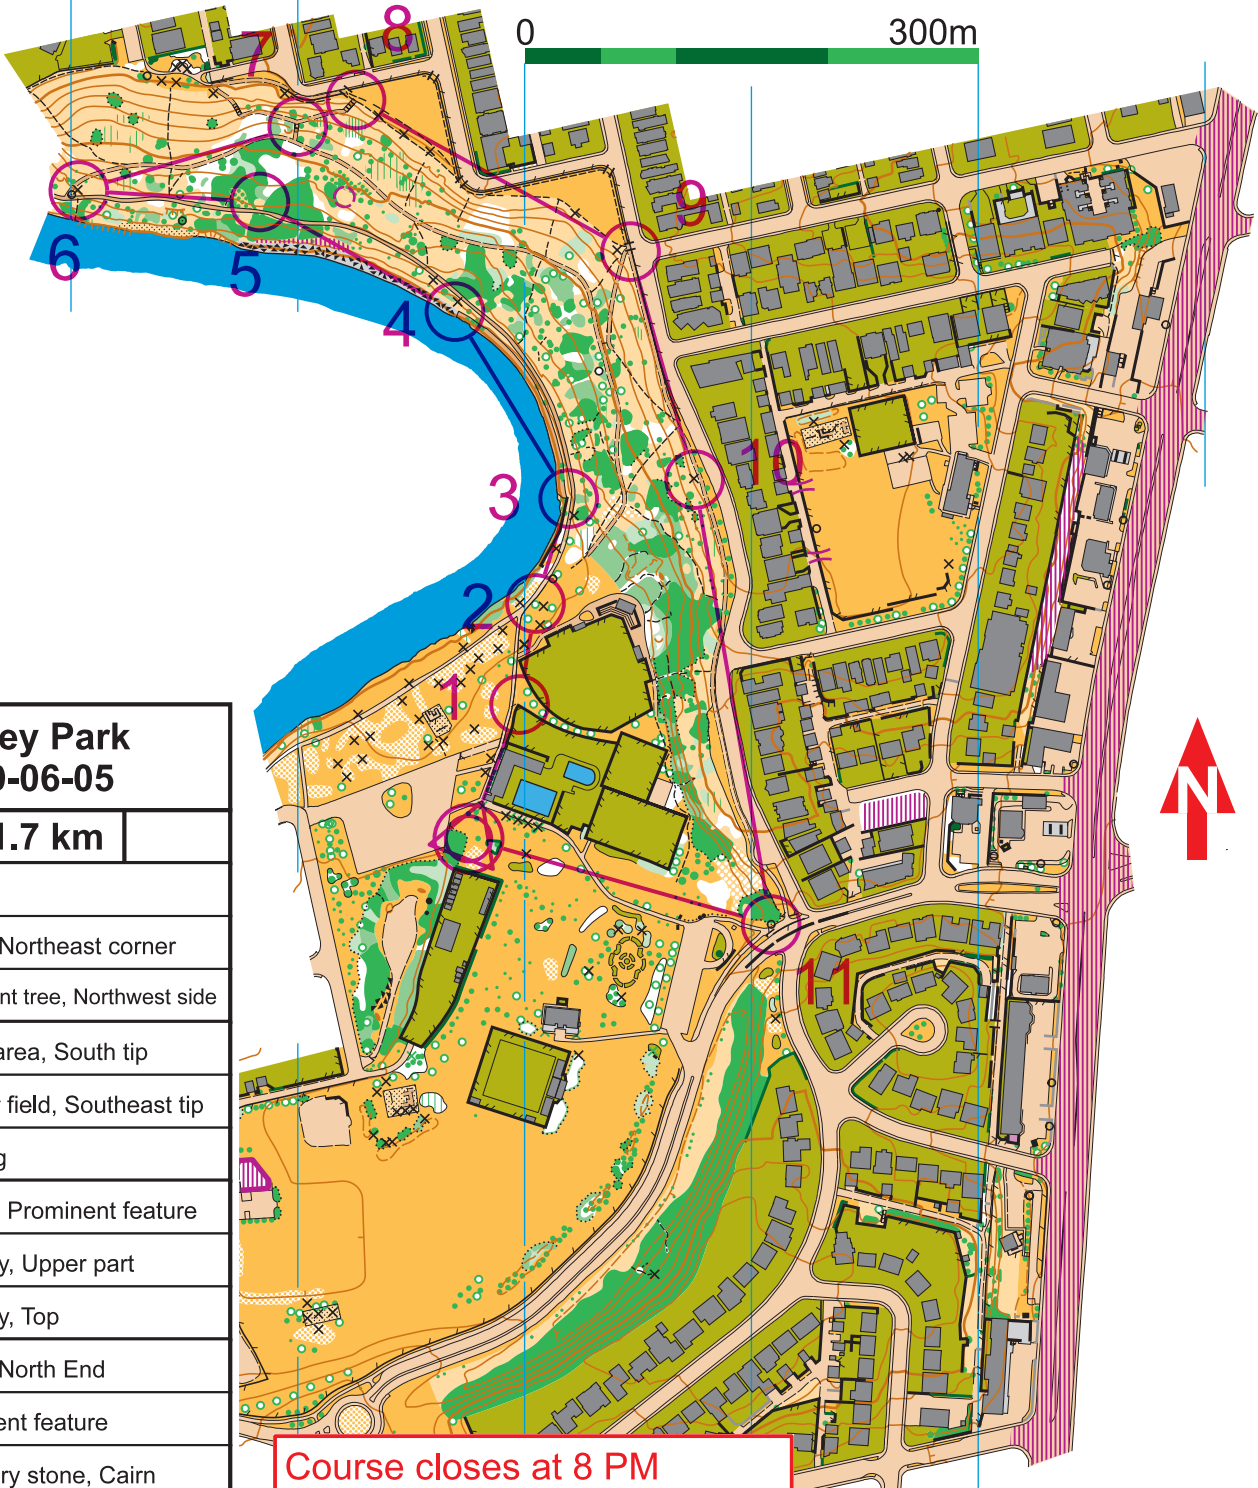 0 300m
7
8
9
6
5
4
3
10
2
1
11
N
ey Park
-06-05
1.7 km
Northeast corner
nt tree, Northwest side
area, South tip
field, Southeast tip
g
Prominent feature
y, Upper part
y, Top
North End
ent feature
ry stone, Cairn
Course closes at 8 PM